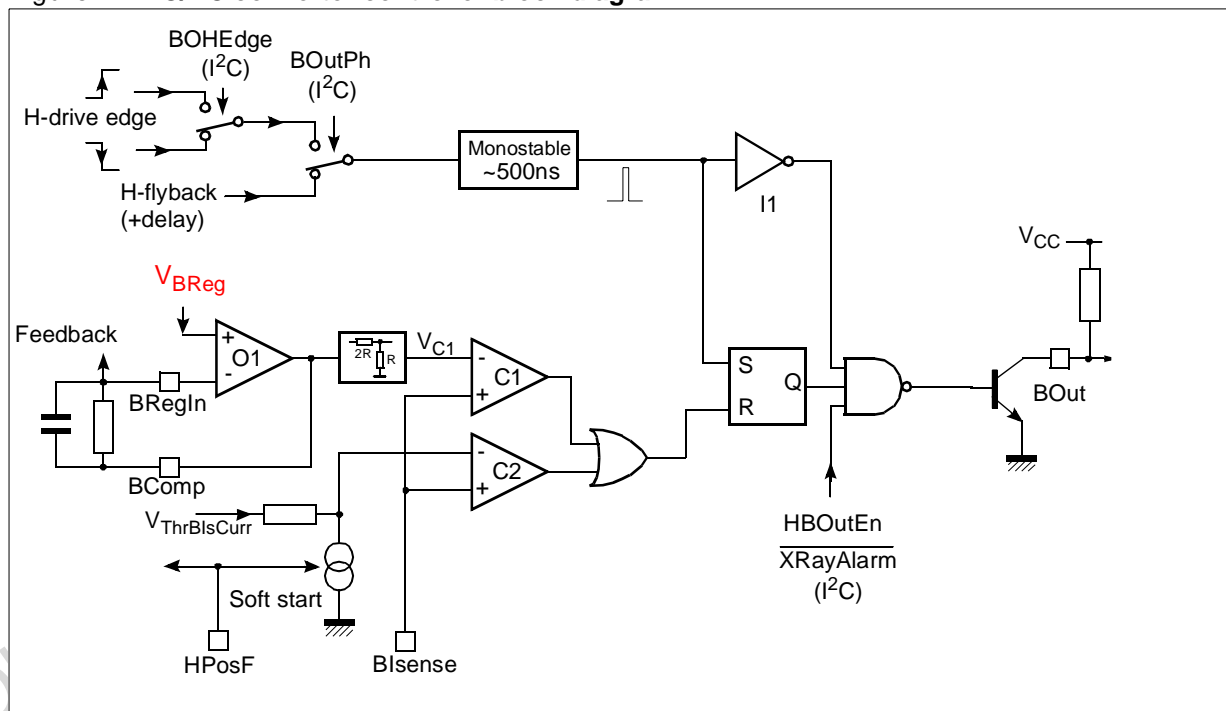 BOHEdge
(I²C)
BOutPh
(I²C)
H-drive edge
H-flyback
(+delay)
Monostable
~500ns
I1
VCC
VBReg
Feedback
+
O1
-
BRegIn
BComp
2R
R
VC1
-
C1
+
-
C2
+
S
Q
R
BOut
VThrBIsCurr
Soft start
HPosF
BIsense
HBOutEn
XRayAlarm
(I²C)